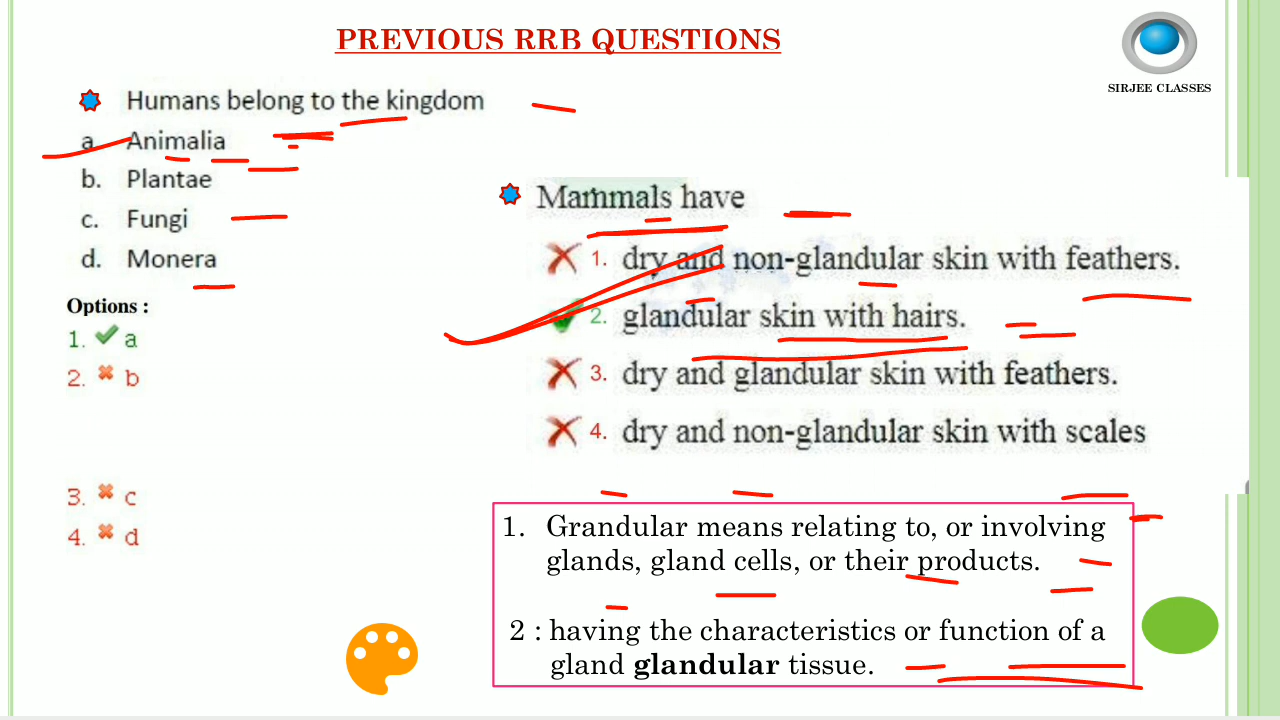 PREVIOUS RRB QUESTIONS
SIRJEE CLASSES
Humans belong to the kingdom
a. Animalia
b. Plantae
c. Fungi
d. Monera
Options :
1. a
2. b
3. c
4. d
Mammals have
1. dry and non-glandular skin with feathers.
2. glandular skin with hairs.
3. dry and glandular skin with feathers.
4. dry and non-glandular skin with scales
1. Grandular means relating to, or involving
glands, gland cells, or their products.
2 : having the characteristics or function of a
gland glandular tissue.